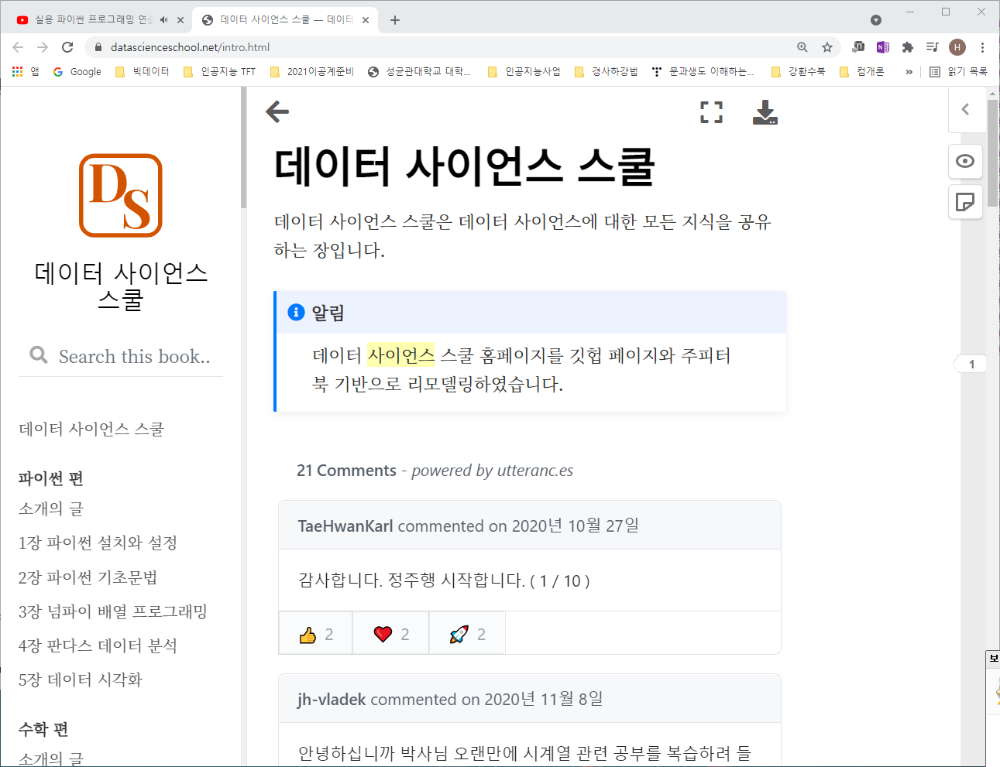 실용 파이썬 프로그래밍 연습
데이터 사이언스 스쿨 — 데이터
datascienceschool.net/intro.html
H
앱
Google
빅데이터
인공지능 TFT
2021이공계준비
성균관대학교 대학...
인공지능사업
경사하강법
문과생도 이해하는...
강화수북
컴개론
»
읽기 목록
DS
데이터 사이언스
스쿨
Search this book..
데이터 사이언스 스쿨
파이썬 편
소개의 글
1장 파이썬 설치와 설정
2장 파이썬 기초문법
3장 넘파이 배열 프로그래밍
4장 판다스 데이터 분석
5장 데이터 시각화
수학 편
소개의 글
데이터 사이언스 스쿨
데이터 사이언스 스쿨은 데이터 사이언스에 대한 모든 지식을 공유
하는 장입니다.
알림
데이터 사이언스 스쿨 홈페이지를 깃헙 페이지와 주피터
북 기반으로 리모델링하였습니다.
21 Comments - powered by utteranc.es
TaeHwanKarl commented on 2020년 10월 27일
감사합니다. 정주행 시작합니다. ( 1 / 10 )
2 2 2
jh-vladek commented on 2020년 11월 8일
안녕하십니까 박사님 오랜만에 시계열 관련 공부를 복습하려 들
1
보